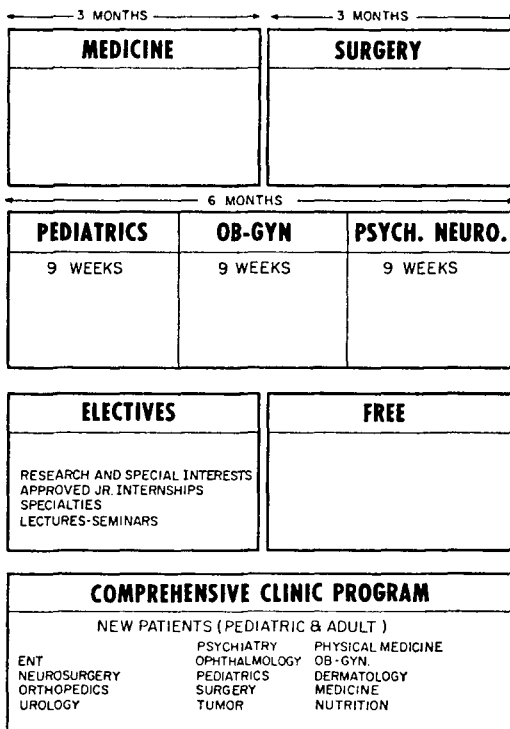 3 MONTHS 3 MONTHS
MEDICINE SURGERY
6 MONTHS
PEDIATRICS OB-GYN PSYCH. NEURO.
9 WEEKS 9 WEEKS 9 WEEKS
ELECTIVES FREE
RESEARCH AND SPECIAL INTERESTS
APPROVED JR. INTERNSHIPS
SPECIALTIES
LECTURES-SEMINARS
COMPREHENSIVE CLINIC PROGRAM
NEW PATIENTS (PEDIATRIC & ADULT)
PSYCHIATRY PHYSICAL MEDICINE
ENT OPHTHALMOLOGY OB-GYN.
NEUROSURGERY PEDIATRICS DERMATOLOGY
ORTHOPEDICS SURGERY MEDICINE
UROLOGY TUMOR NUTRITION